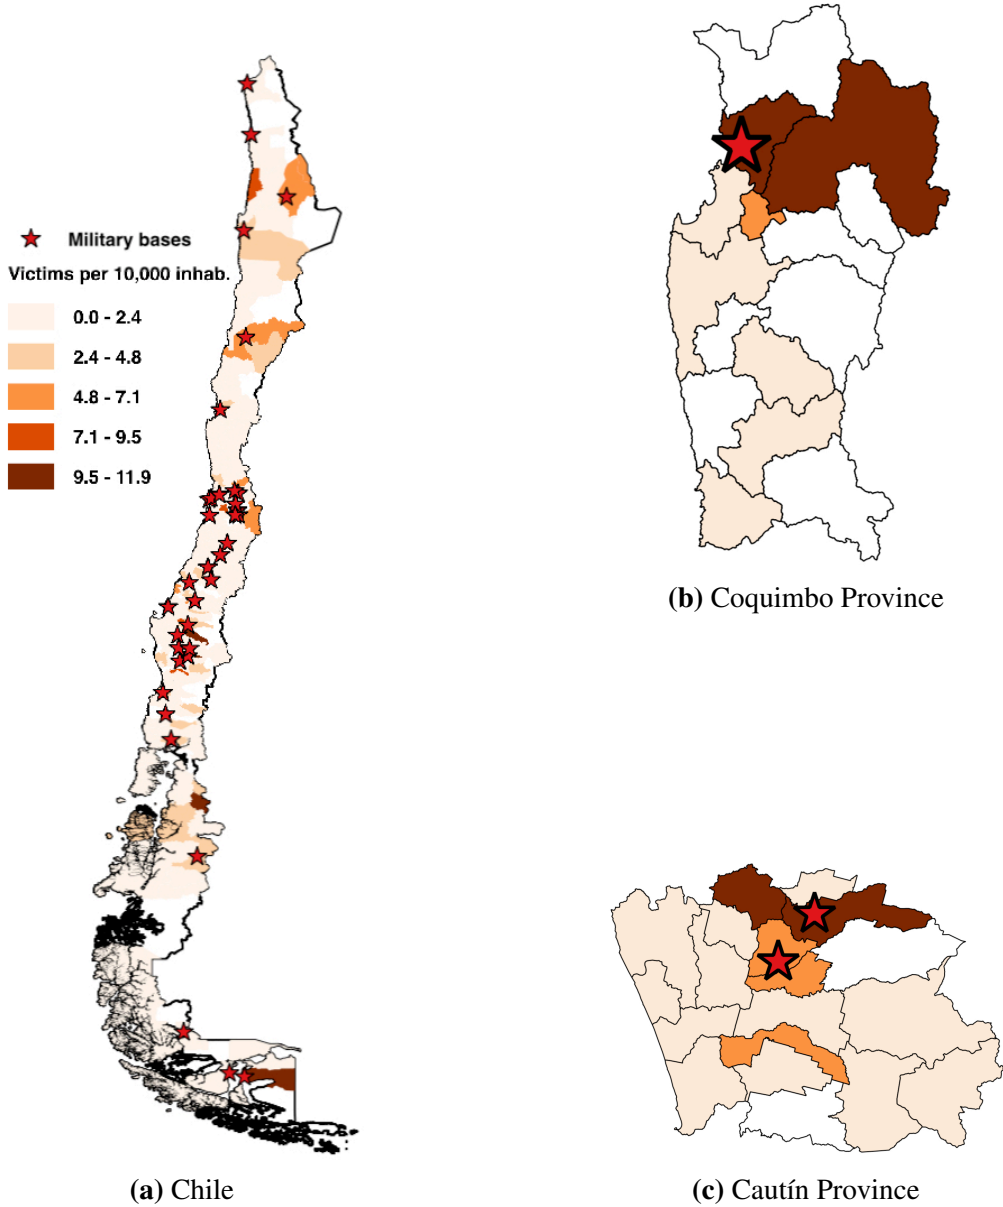 Military bases
Victims per 10,000 inhab.
0.0 - 2.4
2.4 - 4.8
4.8 - 7.1
7.1 - 9.5
9.5 - 11.9
(a) Chile
(b) Coquimbo Province
(c) Cautín Province